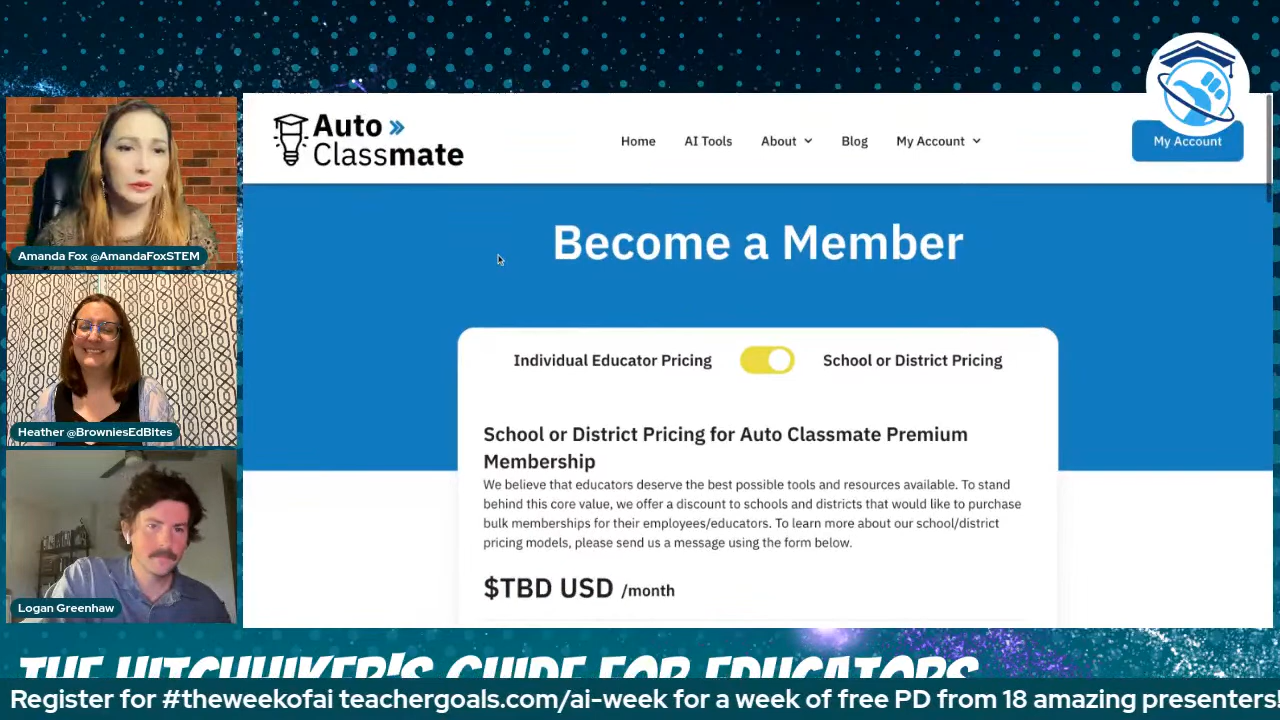 Auto »
Classmate
Home
AI Tools
About
Blog
My Account
My Account
Become a Member
Individual Educator Pricing
School or District Pricing
School or District Pricing for Auto Classmate Premium
Membership
We believe that educators deserve the best possible tools and resources available. To stand
behind this core value, we offer a discount to schools and districts that would like to purchase
bulk memberships for their employees/educators. To learn more about our school/district
pricing models, please send us a message using the form below.
$TBD USD /month
Amanda Fox @AmandaFoxSTEM
Heather @BrowniesEdBites
Logan Greenhaw
THE HITCHHIKER'S GUIDE FOR EDUCATORS
Register for #theweekofai teachergoals.com/ai-week for a week of free PD from 18 amazing presenters!